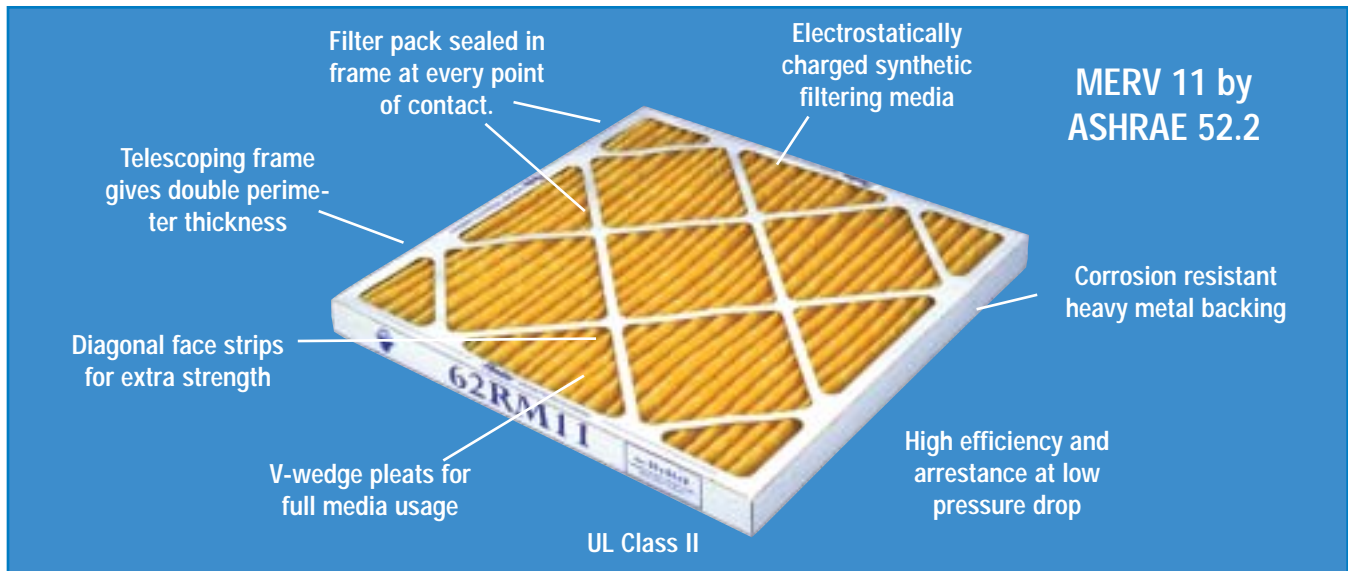 Filter pack sealed in
frame at every point
of contact.
Electrostatically
charged synthetic
filtering media
MERV 11 by
ASHRAE 52.2
Telescoping frame
gives double perime-
ter thickness
Corrosion resistant
heavy metal backing
Diagonal face strips
for extra strength
62RM11
V-wedge pleats for
full media usage
High efficiency and
arrestance at low
pressure drop
UL Class II